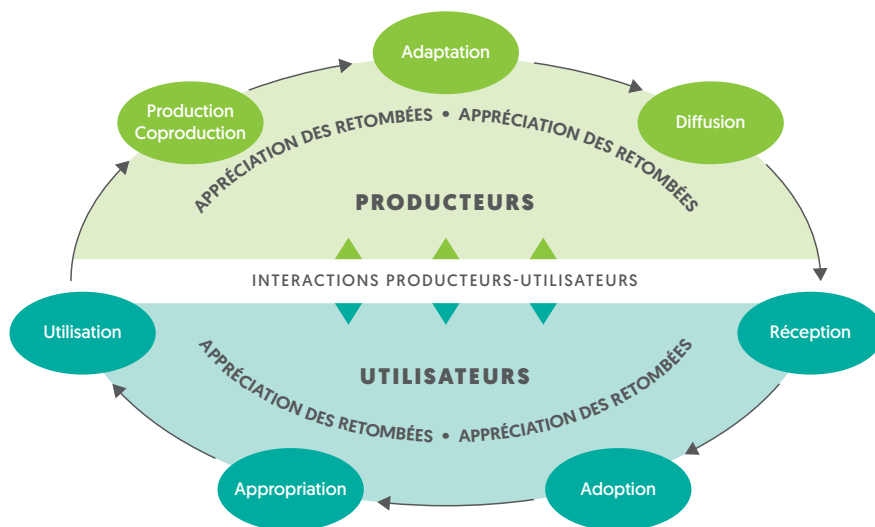 Adaptation
Production
Coproduction
Diffusion
APPRÉCIATION DES RETOMBÉES • APPRÉCIATION DES RETOMBÉES
PRODUCTEURS
INTERACTIONS PRODUCTEURS-UTILISATEURS
Utilisation
Réception
UTILISATEURS
APPRÉCIATION DES RETOMBÉES • APPRÉCIATION DES RETOMBÉES
Appropriation
Adoption